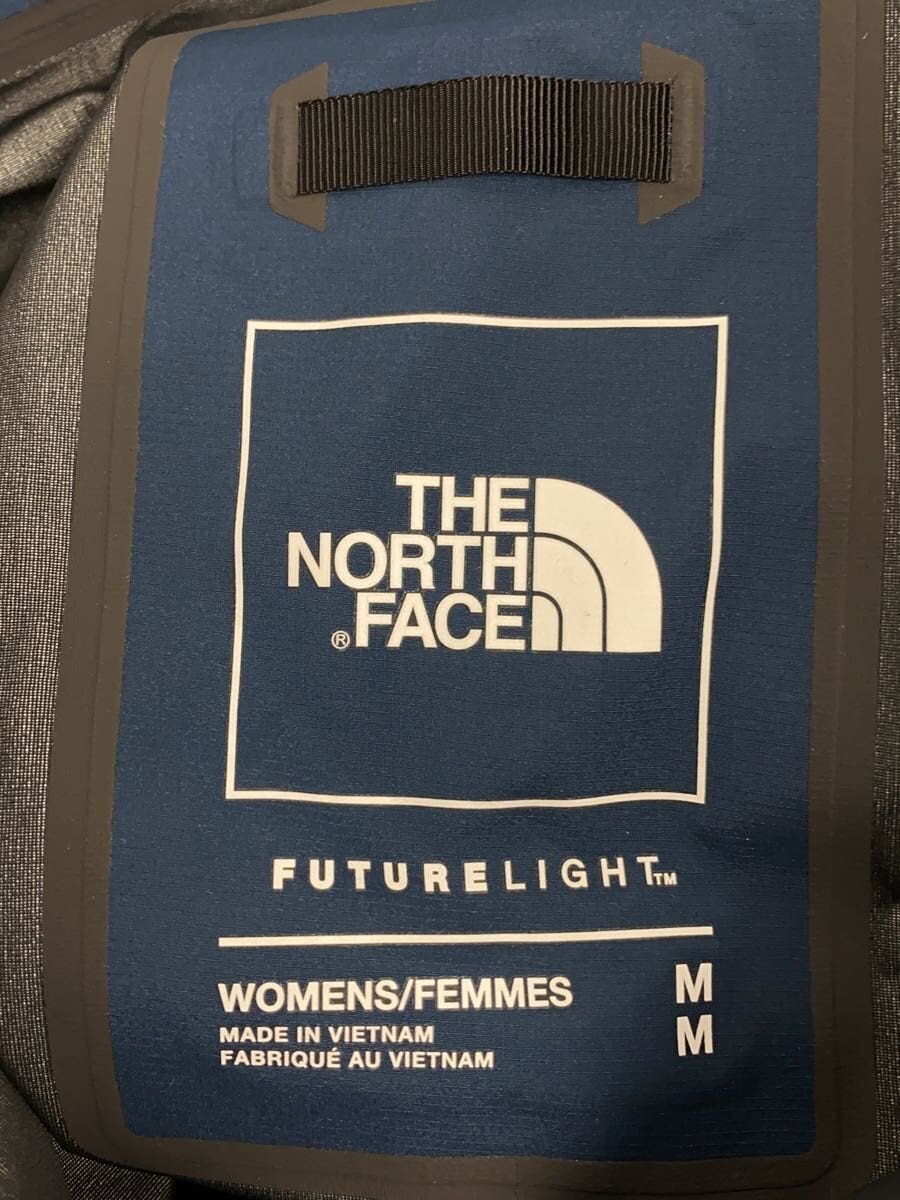 THE
NORTH
®FACE
FUTURELIGHT™
WOMENS/FEMMES M
MADE IN VIETNAM M
FABRIQUÉ AU VIETNAM